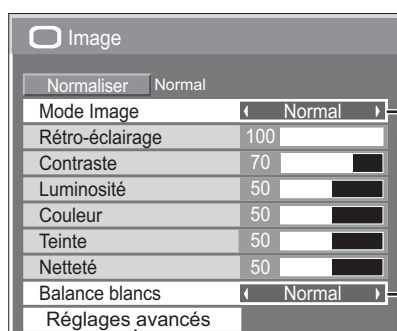 Image
Normaliser Normal
Mode Image Normal
Rétro-éclairage 100
Contraste 70
Luminosité 50
Couleur 50
Teinte 50
Netteté 50
Balance blancs Normal
Réglages avancés